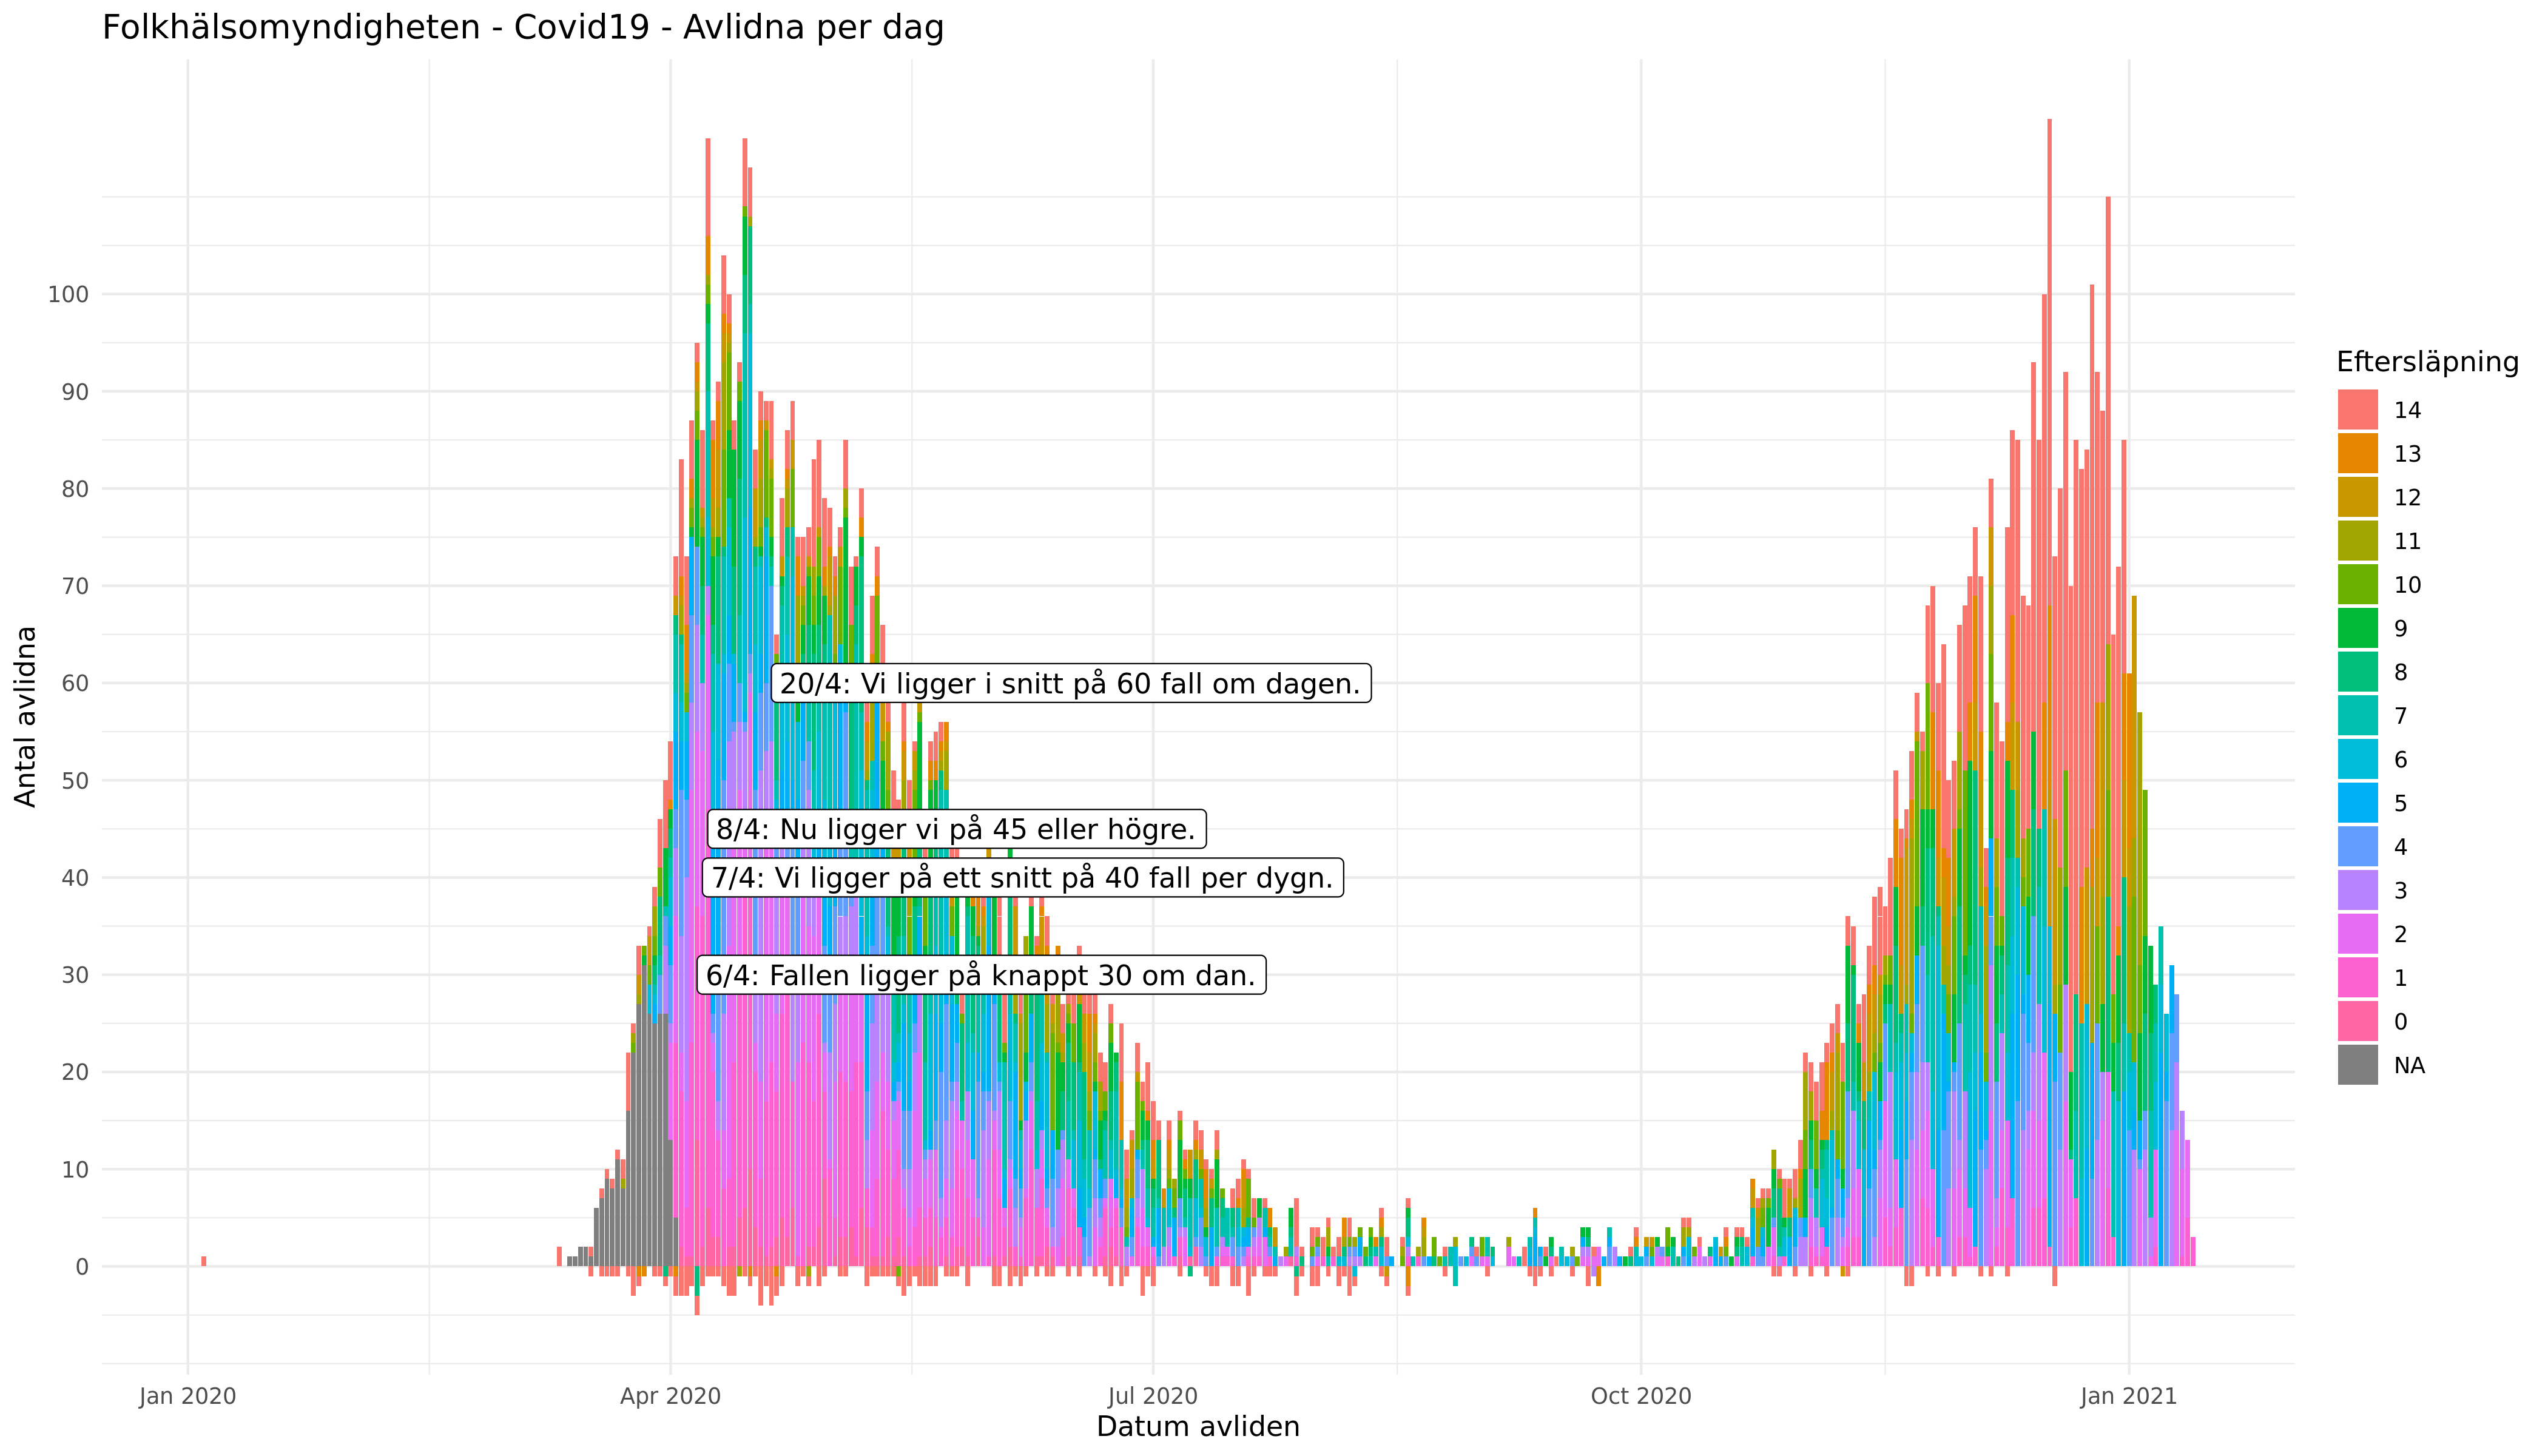 Folkhälsomyndigheten - Covid19 - Avlidna per dag
Antal avlidna
100
90
80
70
60
50
40
30
20
10
0
20/4: Vi ligger i snitt på 60 fall om dagen.
8/4: Nu ligger vi på 45 eller högre.
7/4: Vi ligger på ett snitt på 40 fall per dygn.
6/4: Fallen ligger på knappt 30 om dan.
Jan 2020
Apr 2020
Jul 2020
Oct 2020
Jan 2021
Datum avliden
Eftersläpning
14
13
12
11
10
9
8
7
6
5
4
3
2
1
0
NA